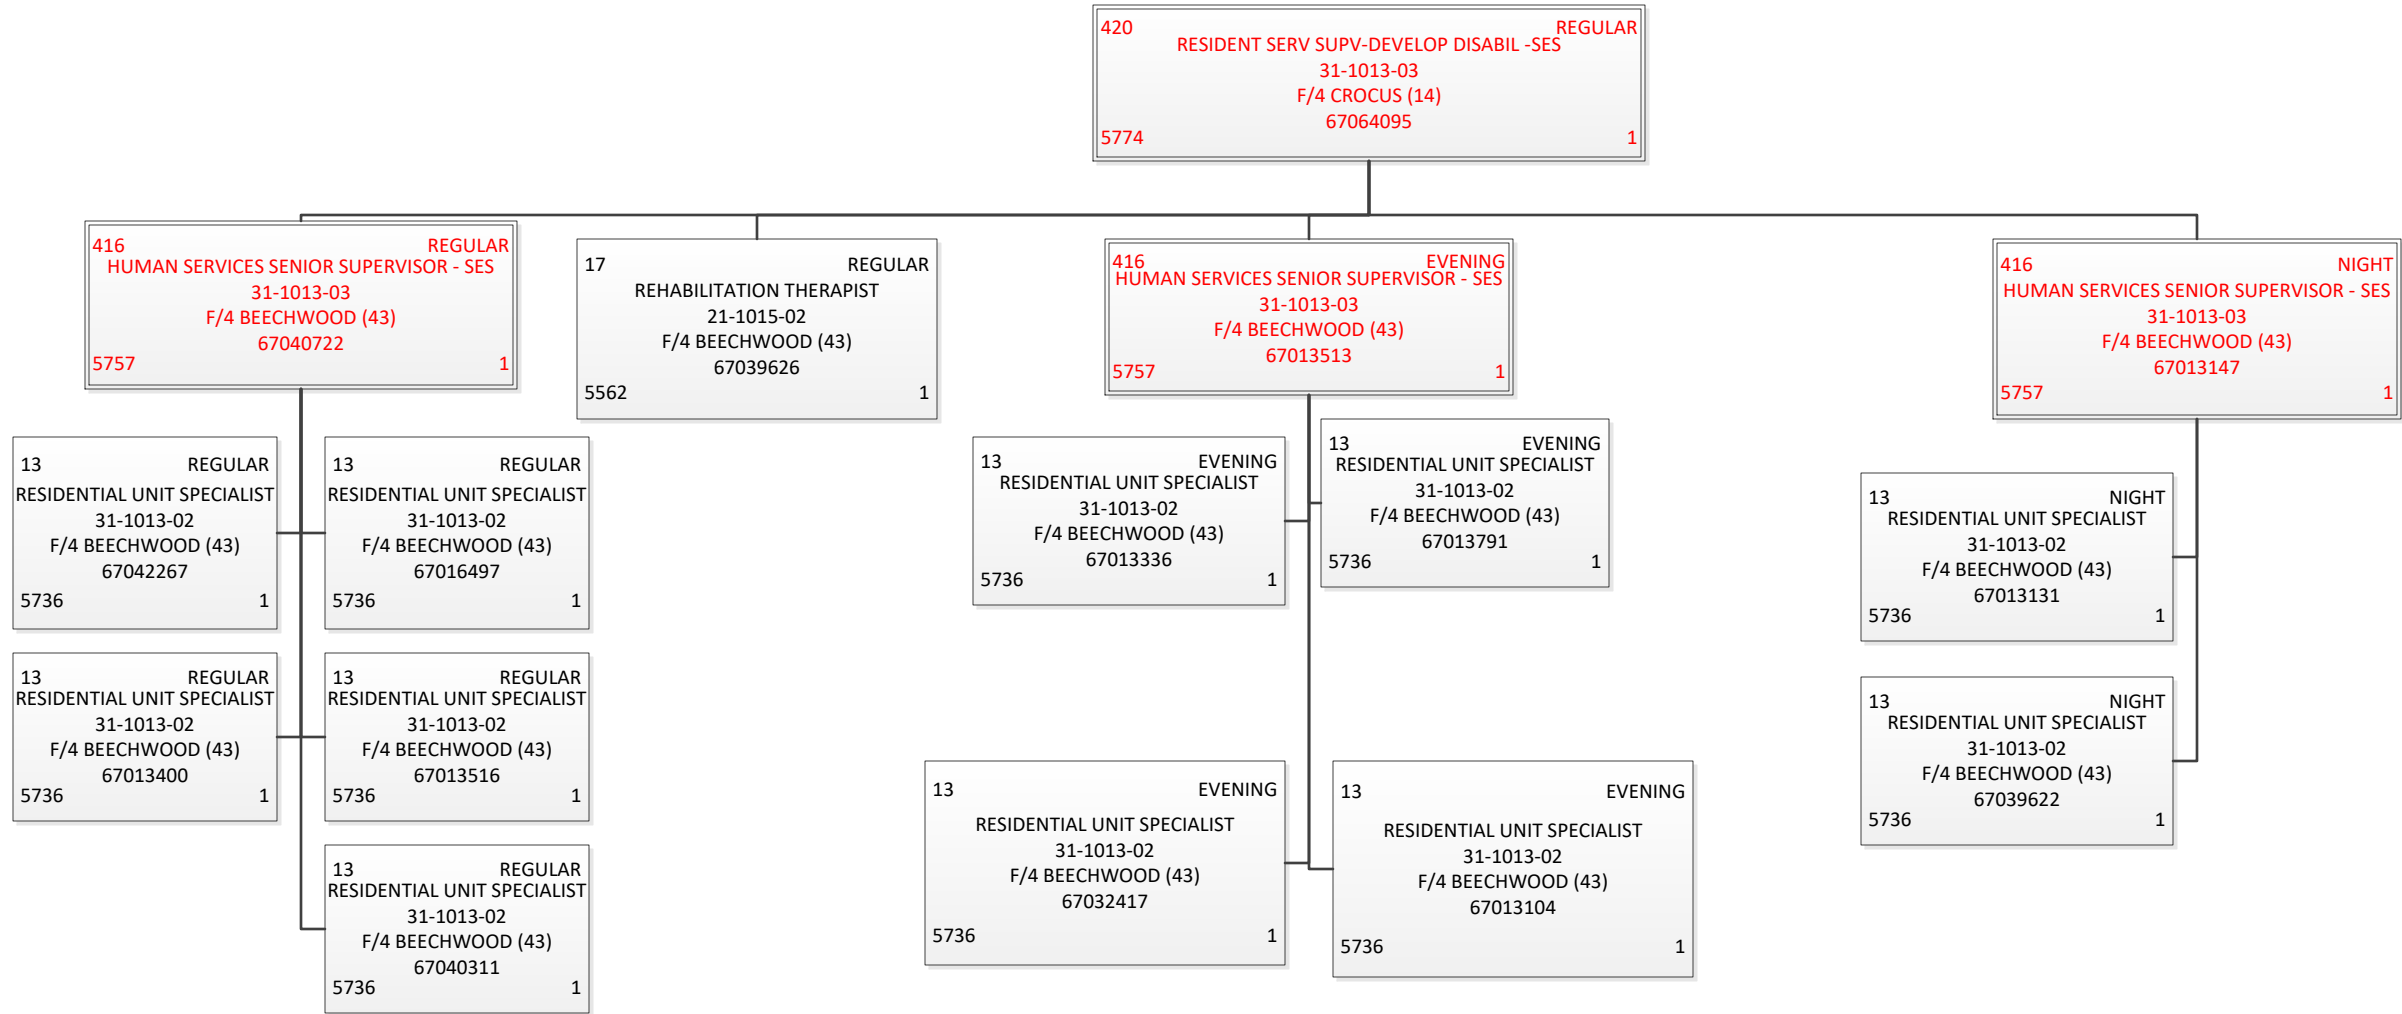 420 REGULAR
RESIDENT SERV SUPV-DEVELOP DISABIL -SES
31-1013-03
F/4 CROCUS (14)
67064095
5774 1
416 REGULAR
HUMAN SERVICES SENIOR SUPERVISOR - SES
31-1013-03
F/4 BEECHWOOD (43)
67040722
5757 1
17 REGULAR
REHABILITATION THERAPIST
21-1015-02
F/4 BEECHWOOD (43)
67039626
5562 1
416 EVENING
HUMAN SERVICES SENIOR SUPERVISOR - SES
31-1013-03
F/4 BEECHWOOD (43)
67013513
5757 1
416 NIGHT
HUMAN SERVICES SENIOR SUPERVISOR - SES
31-1013-03
F/4 BEECHWOOD (43)
67013147
5757 1
13 REGULAR
RESIDENTIAL UNIT SPECIALIST
31-1013-02
F/4 BEECHWOOD (43)
67042267
5736 1
13 REGULAR
RESIDENTIAL UNIT SPECIALIST
31-1013-02
F/4 BEECHWOOD (43)
67016497
5736 1
13 EVENING
RESIDENTIAL UNIT SPECIALIST
31-1013-02
F/4 BEECHWOOD (43)
67013336
5736 1
13 EVENING
RESIDENTIAL UNIT SPECIALIST
31-1013-02
F/4 BEECHWOOD (43)
67013791
5736 1
13 NIGHT
RESIDENTIAL UNIT SPECIALIST
31-1013-02
F/4 BEECHWOOD (43)
67013131
5736 1
13 REGULAR
RESIDENTIAL UNIT SPECIALIST
31-1013-02
F/4 BEECHWOOD (43)
67013400
5736 1
13 REGULAR
RESIDENTIAL UNIT SPECIALIST
31-1013-02
F/4 BEECHWOOD (43)
67013516
5736 1
13 NIGHT
RESIDENTIAL UNIT SPECIALIST
31-1013-02
F/4 BEECHWOOD (43)
67039622
5736 1
13 EVENING
RESIDENTIAL UNIT SPECIALIST
31-1013-02
F/4 BEECHWOOD (43)
67032417
5736 1
13 EVENING
RESIDENTIAL UNIT SPECIALIST
31-1013-02
F/4 BEECHWOOD (43)
67013104
5736 1
13 REGULAR
RESIDENTIAL UNIT SPECIALIST
31-1013-02
F/4 BEECHWOOD (43)
67040311
5736 1